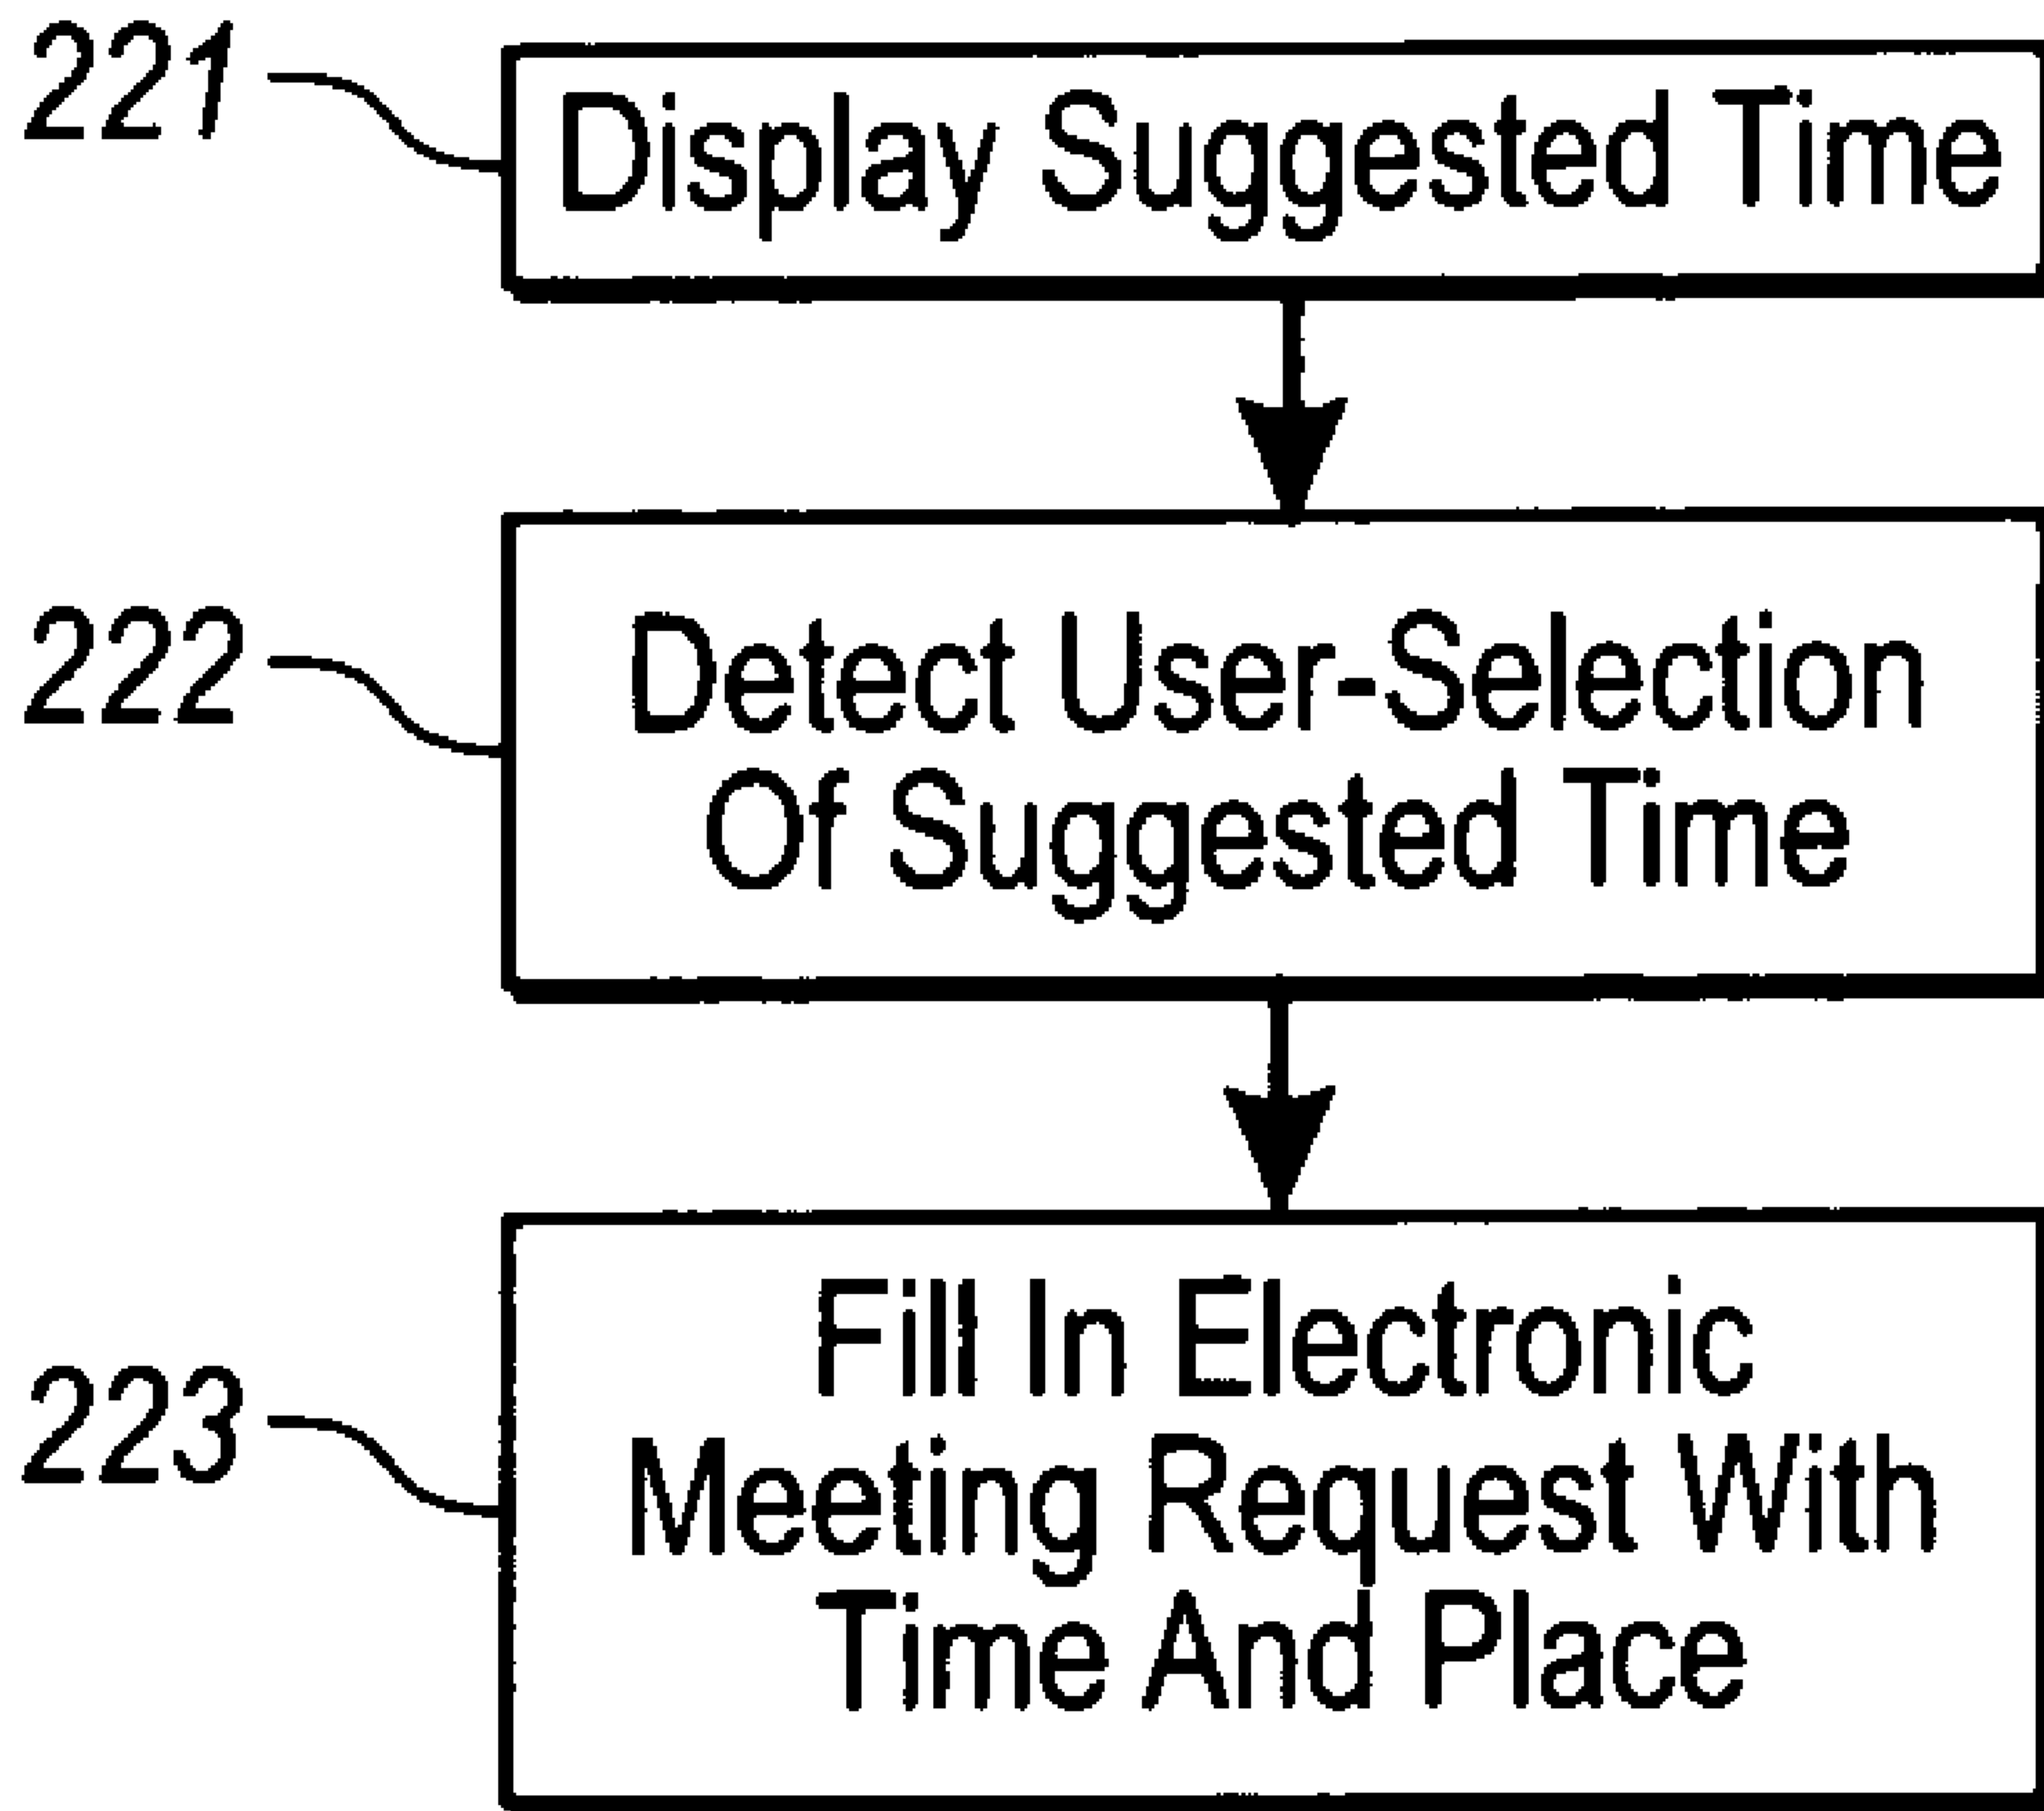 221
Display Suggested Time
222
Detect User-Selection
Of Suggested Time
223
Fill In Electronic
Meeting Request With
Time And Place